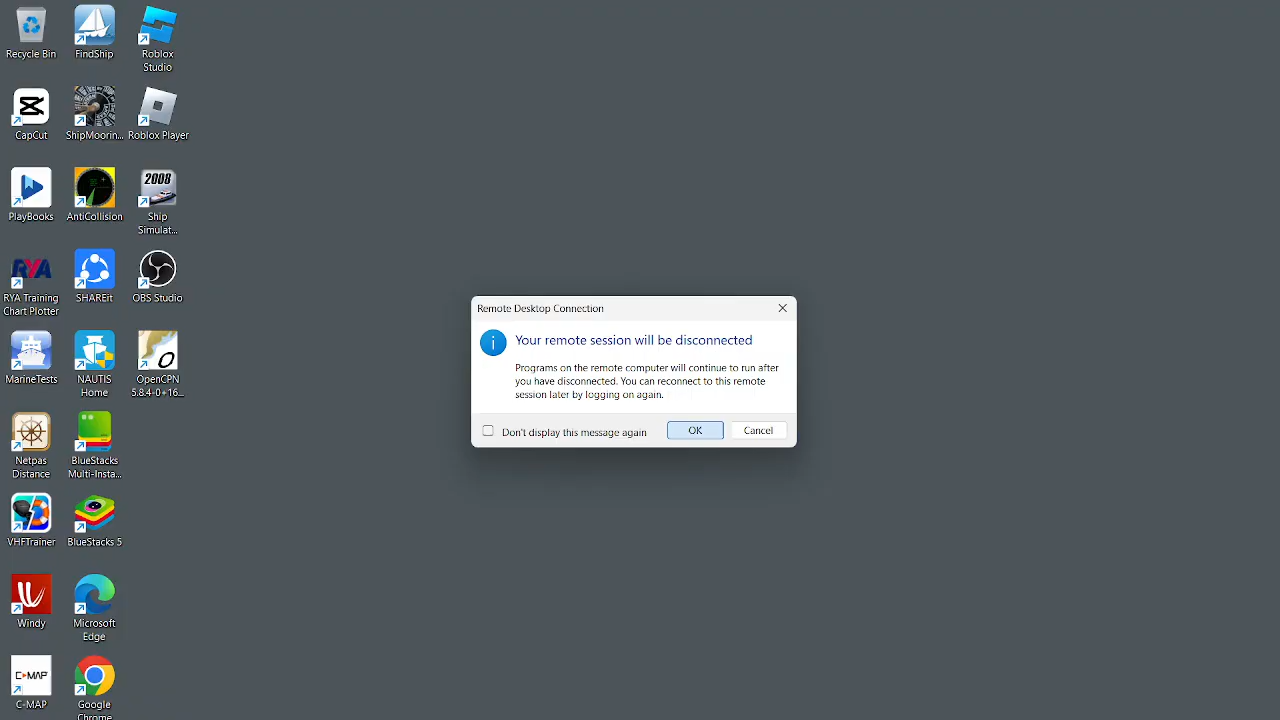 Recycle Bin
FindShip
Roblox
Studio
CapCut
ShipMoorin...
Roblox Player
2008
PlayBooks
AntiCollision
Ship
Simulat...
RYA
RYA Training
Chart Plotter
SHAREit
OBS Studio
MarineTests
NAUTIS
Home
OpenCPN
5.8.4-0+16...
Netpas
Distance
BlueStacks
Multi-Insta...
VHFTrainer
BlueStacks 5
Windy
Microsoft
Edge
C-MAP
C-MAP
Google
Chrome
Remote Desktop Connection
Your remote session will be disconnected
Programs on the remote computer will continue to run after
you have disconnected. You can reconnect to this remote
session later by logging on again.
Don't display this message again
OK
Cancel